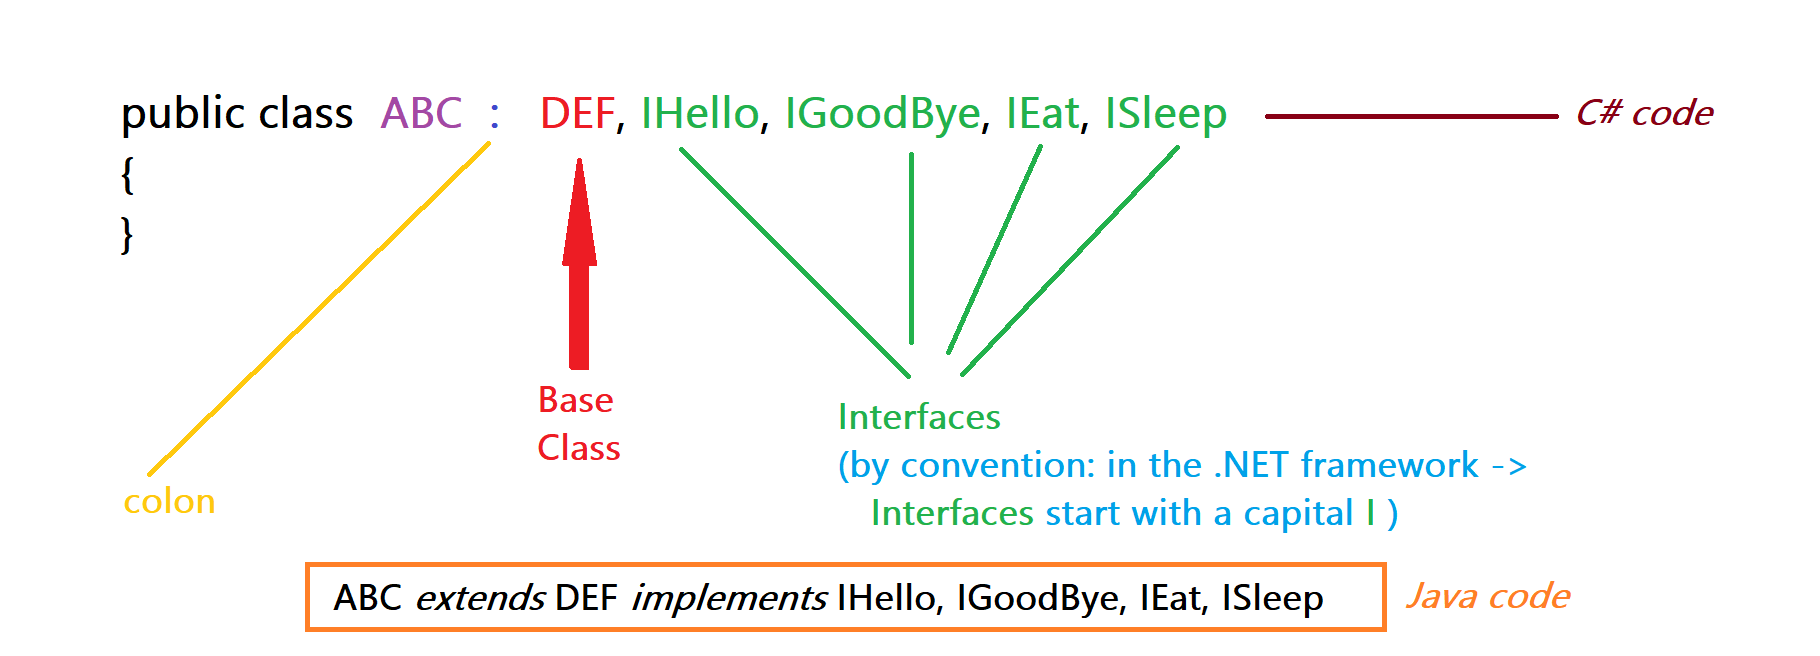 public class ABC : DEF, IHello, IGoodBye, IEat, ISleep
C# code
{
}
Base
Class
Interfaces
(by convention: in the .NET framework ->
Interfaces start with a capital I )
colon
ABC extends DEF implements IHello, IGoodBye, IEat, ISleep
Java code